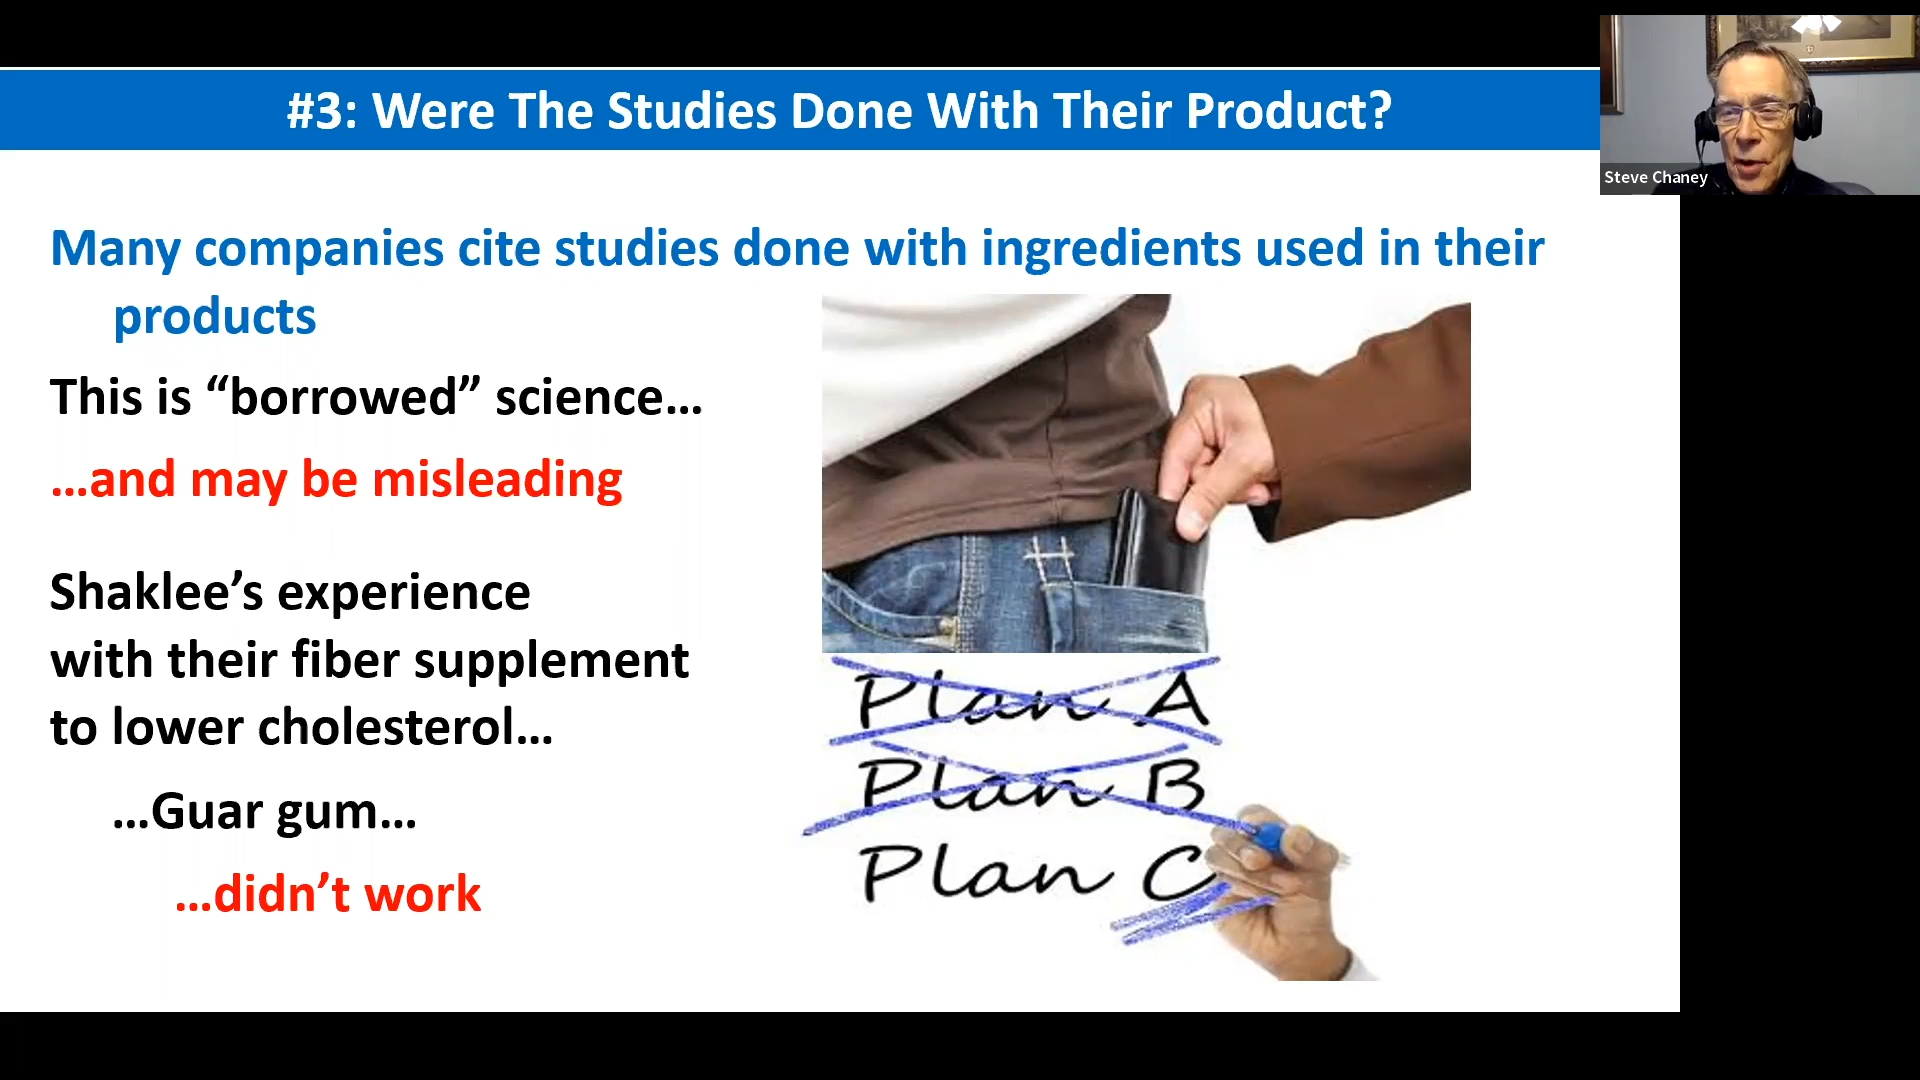 #3: Were The Studies Done With Their Product?
Steve Chaney
Many companies cite studies done with ingredients used in their
products
This is “borrowed” science…
…and may be misleading
Shaklee’s experience
with their fiber supplement
to lower cholesterol…
…Guar gum…
…didn’t work
Plan A
Plan B
Plan C